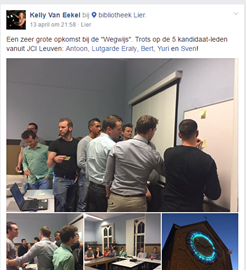 Kelly Van Eekel bij bibliotheek Lier.
13 april om 21:58 · Lier
Een zeer grote opkomst bij de "Wegwijs". Trots op de 5 kandidaat-leden
vanuit JCI Leuven: Antoon, Lutgarde Eraly, Bert, Yuri en Sven!